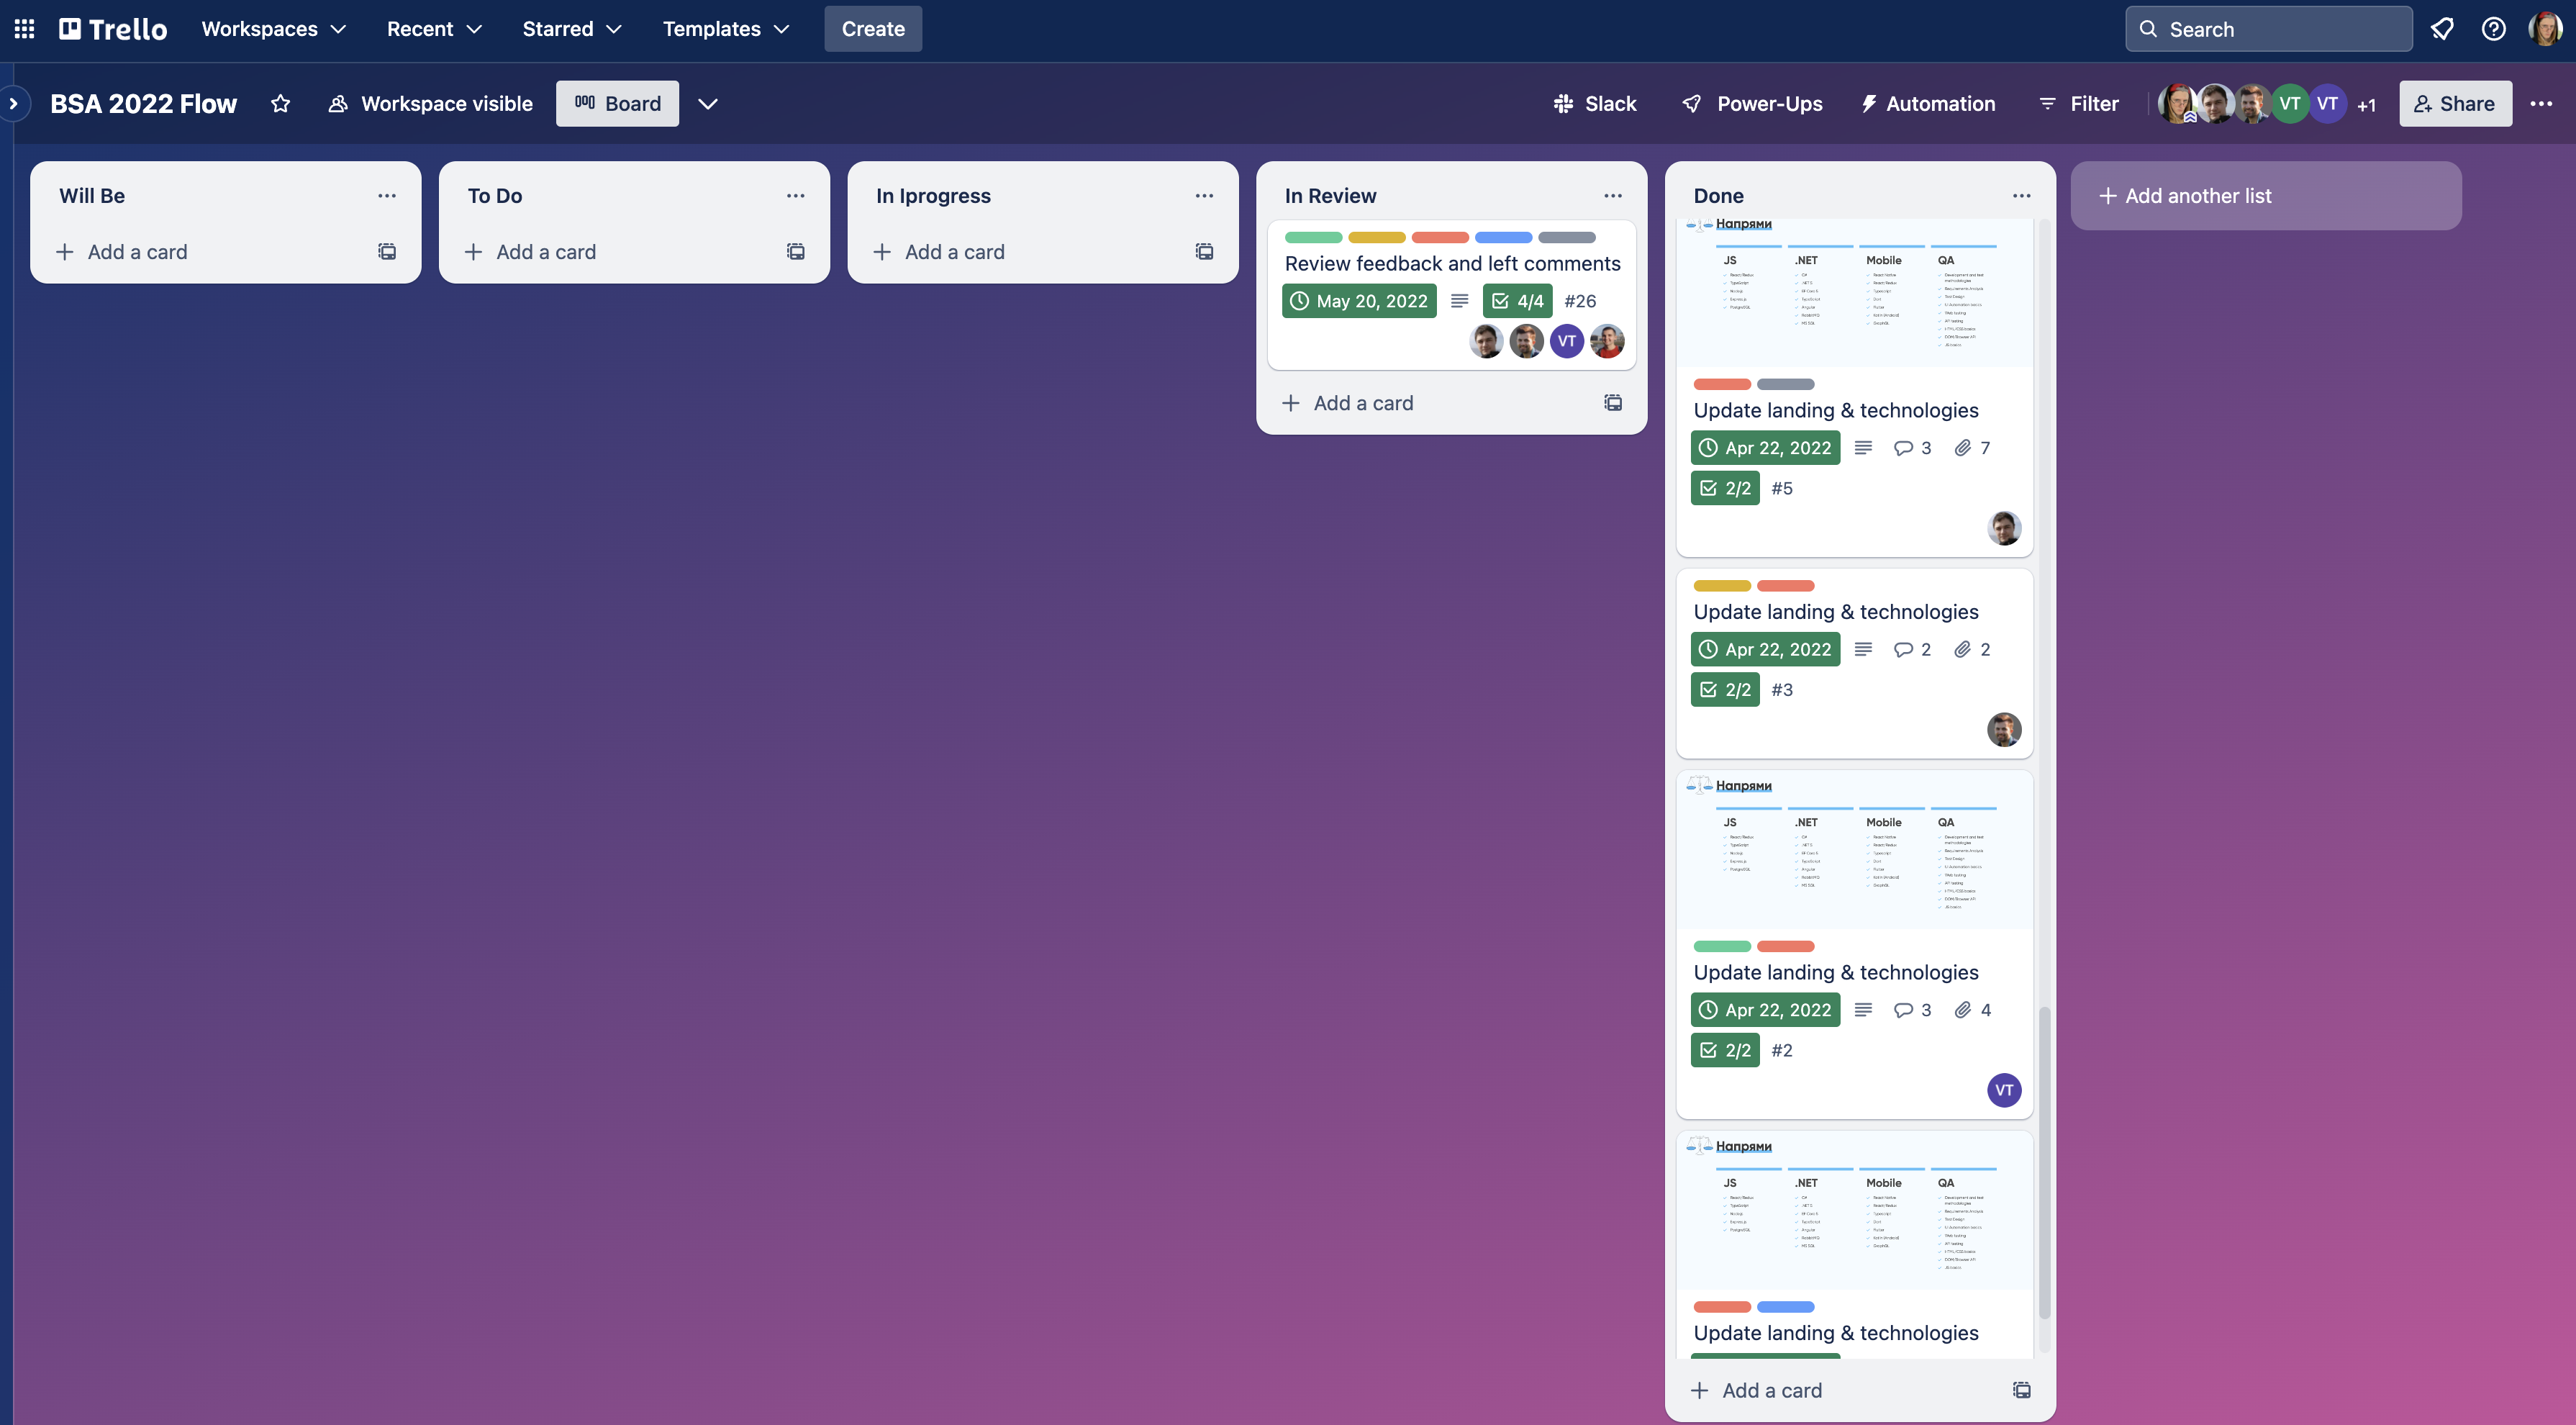 Trello Workspaces Recent Starred Templates Create Search
BSA 2022 Flow Workspace visible Board Slack Power-Ups Automation Filter VT VT +1 Share
Will Be
Add a card
To Do
Add a card
In Iprogress
Add a card
In Review
Review feedback and left comments
May 20, 2022 4/4 #26
VT
Add a card
Done
Напрями
JS .NET Mobile QA
Update landing & technologies
Apr 22, 2022 3 7
2/2 #5
Update landing & technologies
Apr 22, 2022 2 2
2/2 #3
Напрями
JS .NET Mobile QA
Update landing & technologies
Apr 22, 2022 3 4
2/2 #2
VT
Напрями
JS .NET Mobile QA
Update landing & technologies
Add a card
Add another list